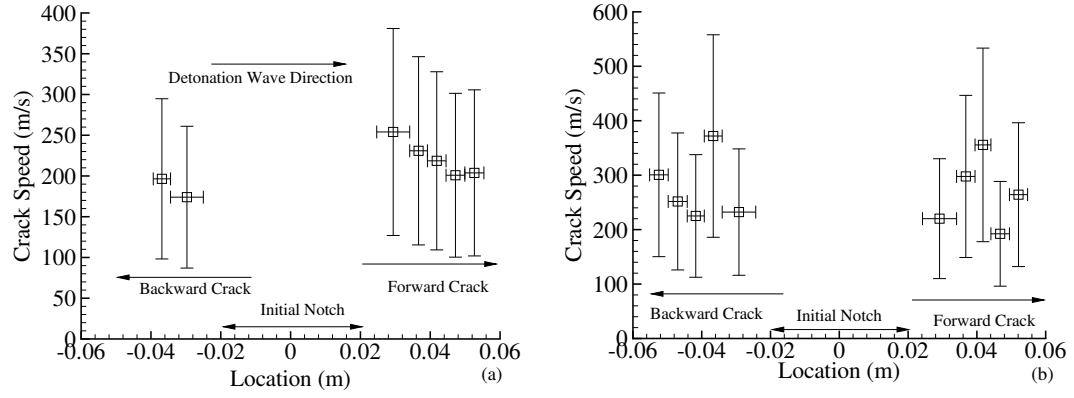 400
350
300
250
200
150
100
50
0
Crack Speed (m/s)
Detonation Wave Direction
Backward Crack
Forward Crack
Initial Notch
-0.06 -0.04 -0.02 0 0.02 0.04 0.06
Location (m)
(a)
600
500
400
300
200
100
0
Crack Speed (m/s)
Backward Crack
Initial Notch
Forward Crack
-0.06 -0.04 -0.02 0 0.02 0.04 0.06
Location (m)
(b)